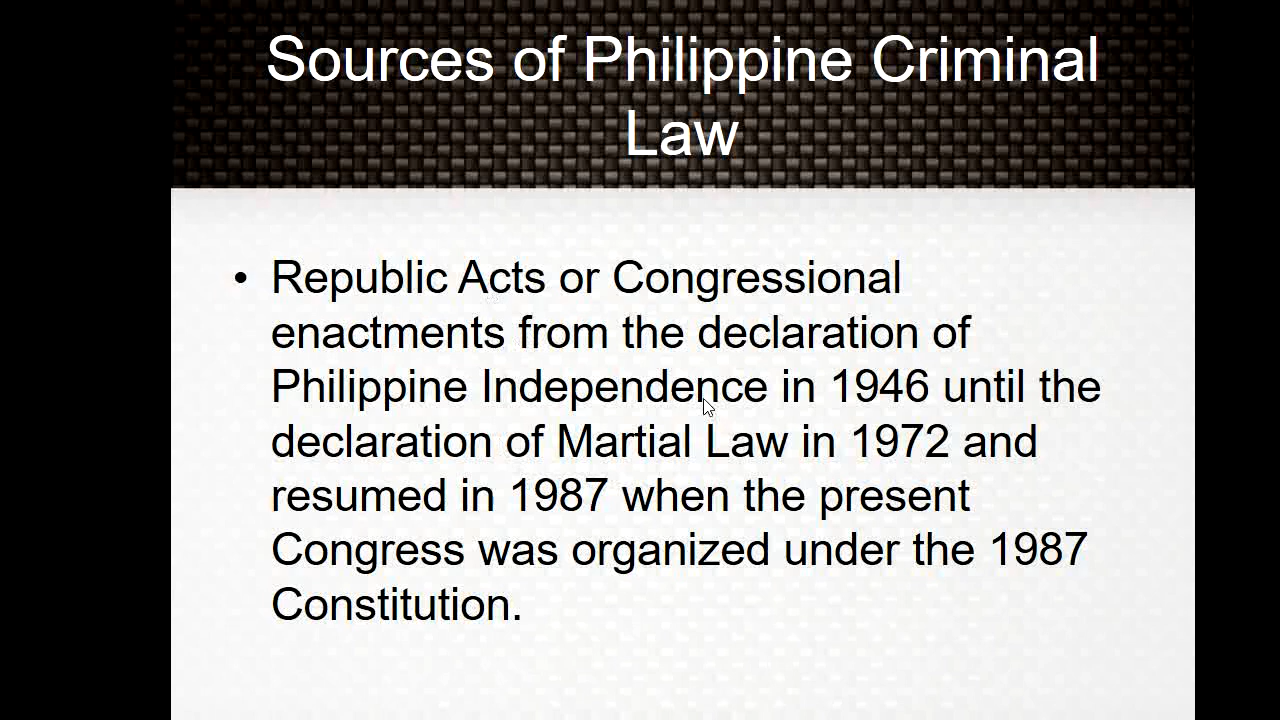 Sources of Philippine Criminal
Law
• Republic Acts or Congressional
enactments from the declaration of
Philippine Independence in 1946 until the
declaration of Martial Law in 1972 and
resumed in 1987 when the present
Congress was organized under the 1987
Constitution.